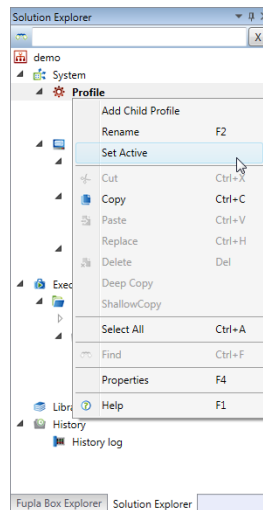 Solution Explorer
X
demo
System
Profile
Add Child Profile
Rename F2
Set Active
Cut Ctrl+X
Copy Ctrl+C
Paste Ctrl+V
Replace Ctrl+H
Delete Del
Exec
Deep Copy
ShallowCopy
Select All Ctrl+A
Find Ctrl+F
Properties F4
Libra
Help F1
History
History log
Fupla Box Explorer Solution Explorer